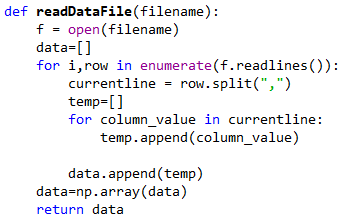 def readDataFile(filename):
    f = open(filename)
    data=[]
    for i,row in enumerate(f.readlines()):
        currentline = row.split(",")
        temp=[]
        for column_value in currentline:
            temp.append(column_value)

        data.append(temp)
    data=np.array(data)
    return data